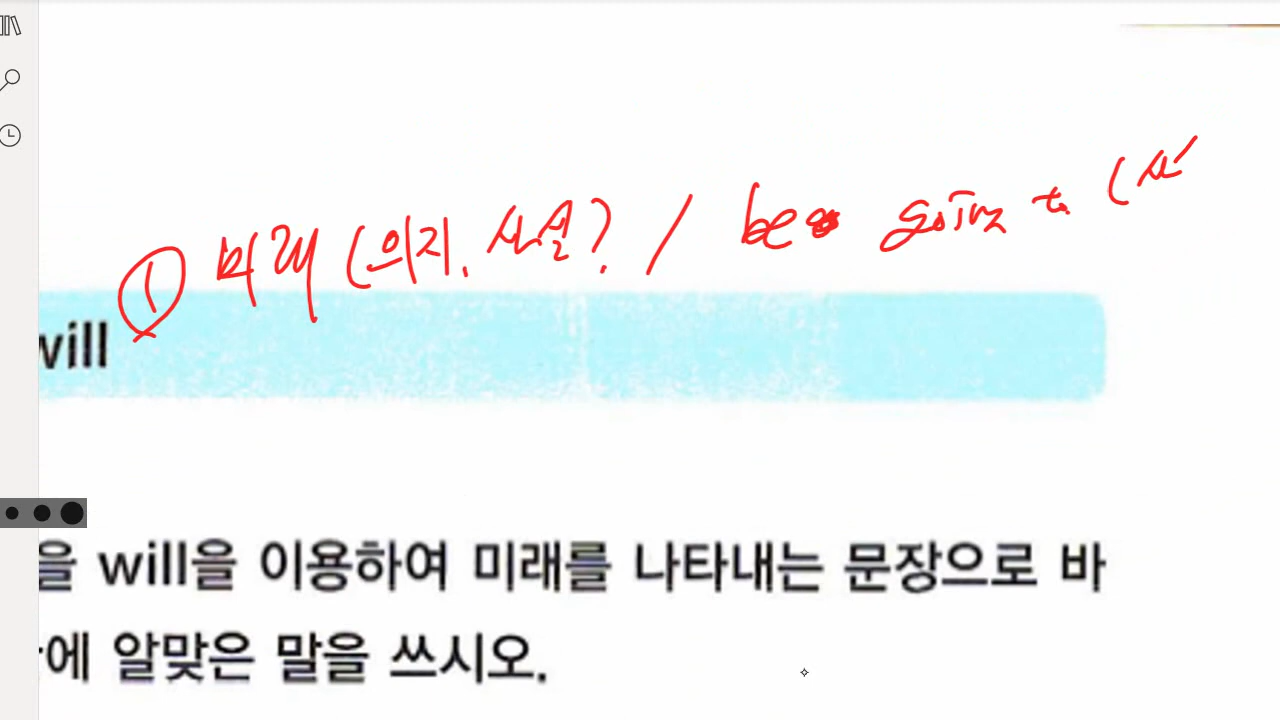 ① 미래 (의지, 사실? / be going to (
will
을 will을 이용하여 미래를 나타내는 문장으로 바
에 알맞은 말을 쓰시오.